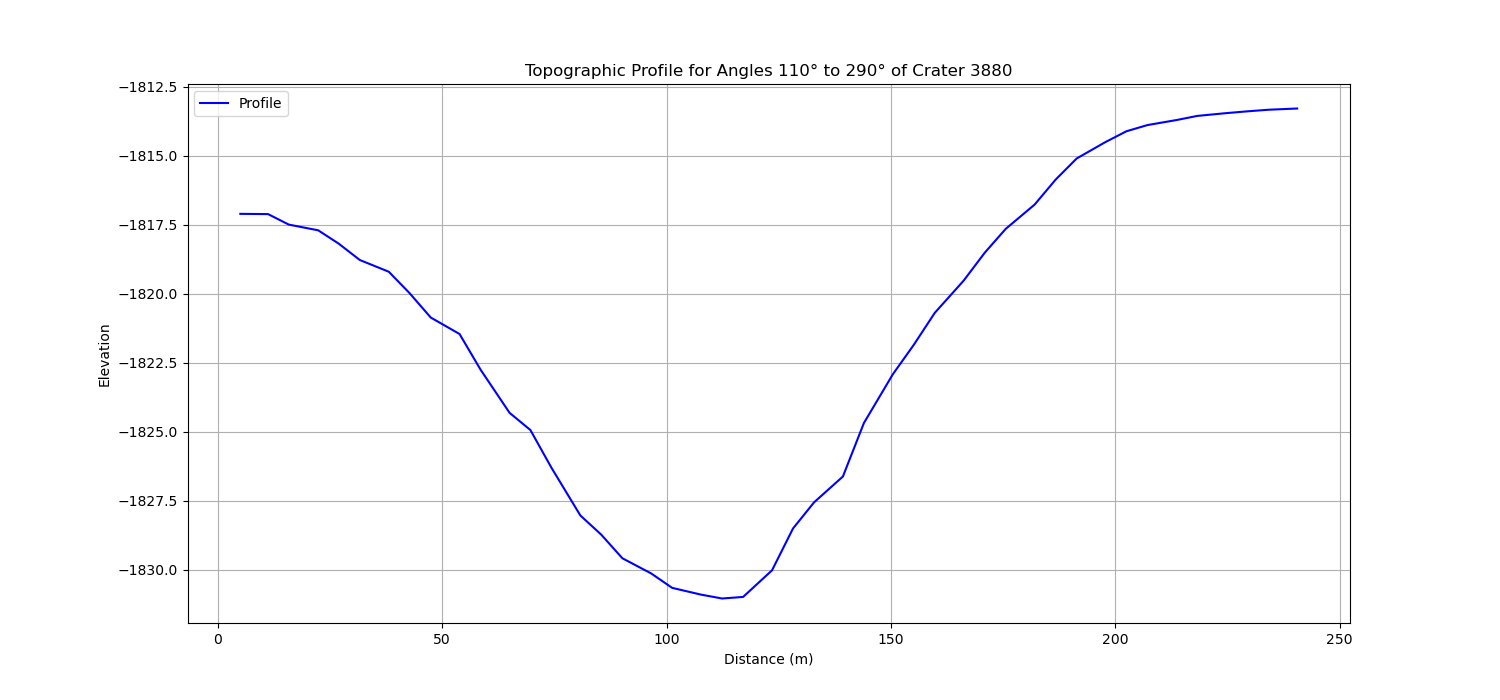 Topographic Profile for Angles 110° to 290° of Crater 3880
Profile
−1812.5
−1815.0
−1817.5
−1820.0
−1822.5
−1825.0
−1827.5
−1830.0
Elevation
0 50 100 150 200 250
Distance (m)